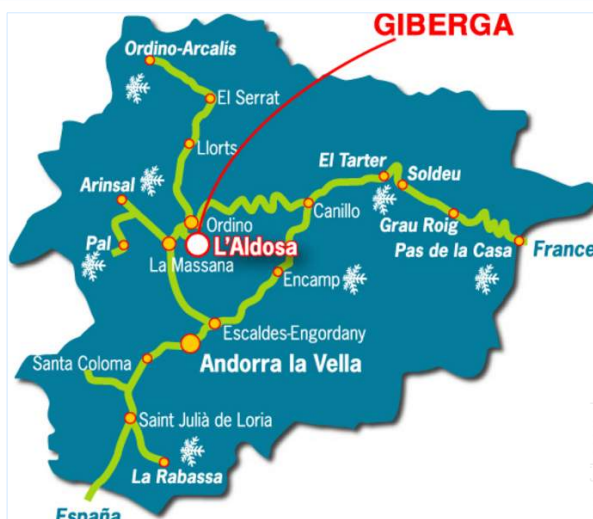 GIBERGA
Ordino-Arcalís
El Serrat
Llorts
El Tarter
Soldeu
Arinsal
Canillo
Ordino
Grau Roig
Pal
L'Aldosa
Pas de la Casa
France
La Massana
Encamp
Escaldes-Engordany
Santa Coloma
Andorra la Vella
Saint Julià de Loria
La Rabassa
España